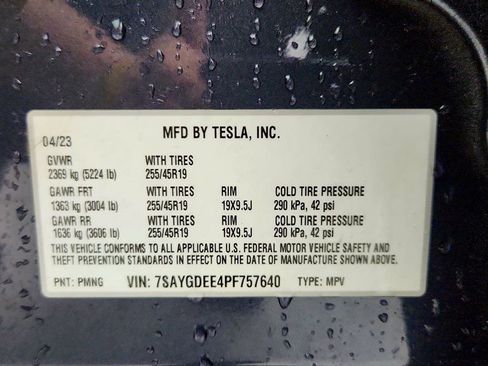 04/23 MFD BY TESLA, INC.
GVWR WITH TIRES
2369 kg (5224 lb) 255/45R19
GAWR FRT WITH TIRES RIM COLD TIRE PRESSURE
1363 kg (3004 lb) 255/45R19 19X9.5J 290 kPa, 42 psi
GAWR RR WITH TIRES RIM COLD TIRE PRESSURE
1636 kg (3606 lb) 255/45R19 19X9.5J 290 kPa, 42 psi
THIS VEHICLE CONFORMS TO ALL APPLICABLE U.S. FEDERAL MOTOR VEHICLE SAFETY AND
THEFT PREVENTION STANDARDS IN EFFECT ON THE DATE OF MANUFACTURE SHOWN ABOVE.
PNT: PMNG VIN: 7SAYGDEE4PF757640 TYPE: MPV